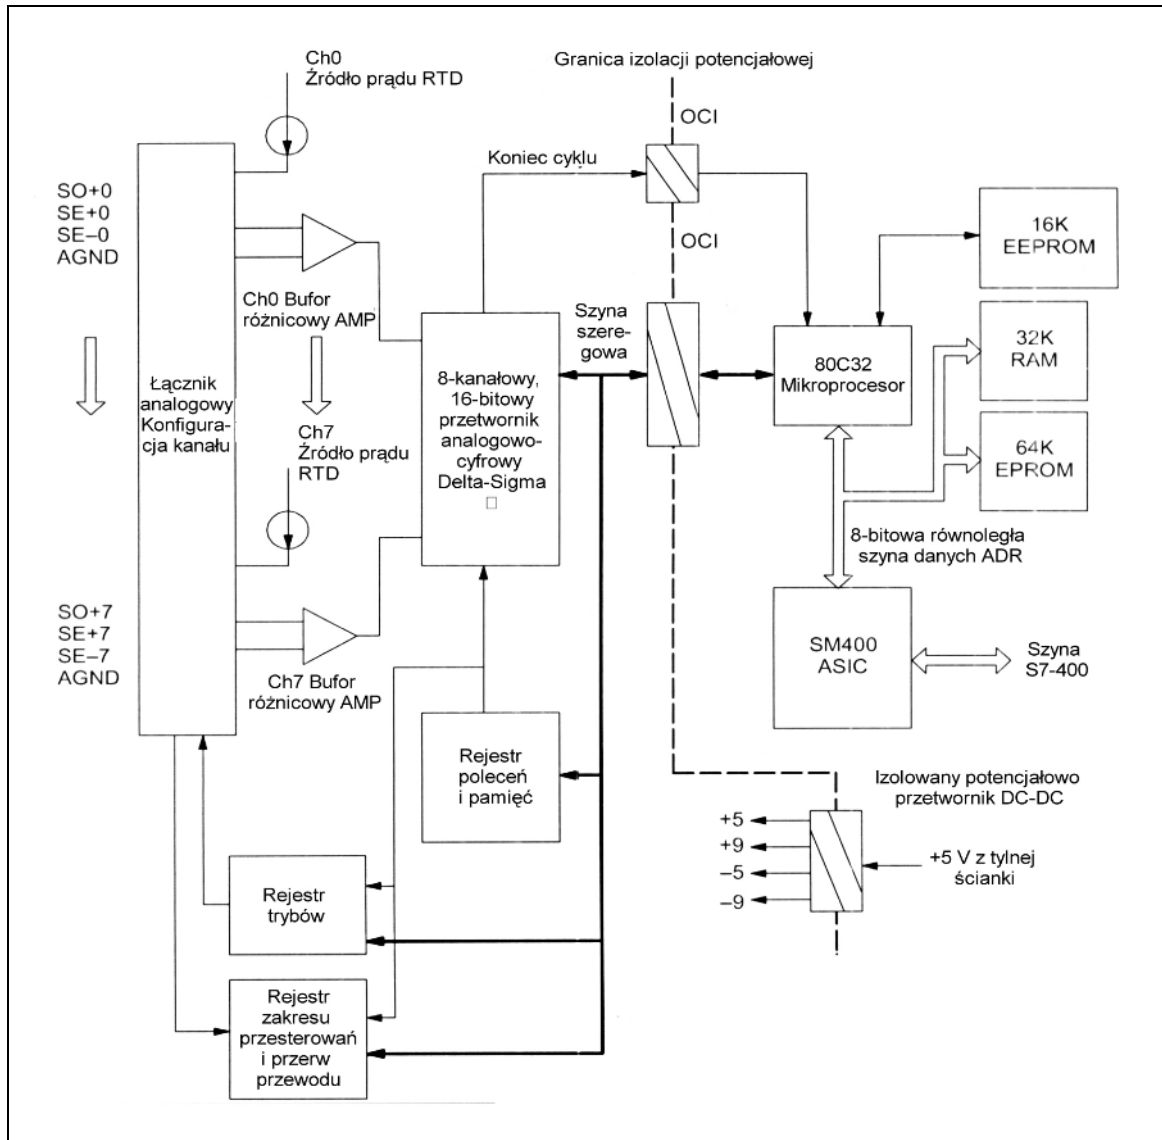 Ch0
Źródło prądu RTD
Granica izolacji potencjałowej
OCI
Koniec cyklu
SO+0
SE+0
SE–0
AGND
16K
EEPROM
OCI
Ch0 Bufor
różnicowy AMP
Szyna
szere-
gowa
32K
RAM
80C32
Mikroprocesor
Łącznik
analogowy
Konfigura-
cja kanału
8-kanałowy,
16-bitowy
przetwornik
analogowo-
cyfrowy
Delta-Sigma
Ch7
Źródło prądu
RTD
64K
EPROM
8-bitowa równoległa
szyna danych ADR
SO+7
SE+7
SE–7
AGND
Ch7 Bufor
różnicowy AMP
SM400
ASIC
Szyna
S7-400
Rejestr
poleceń
i pamięć
Izolowany potencjałowo
przetwornik DC-DC
+5
+9
–5
–9
+5 V z tylnej
ścianki
Rejestr
trybów
Rejestr
zakresu
przesterowań
i przerw
przewodu